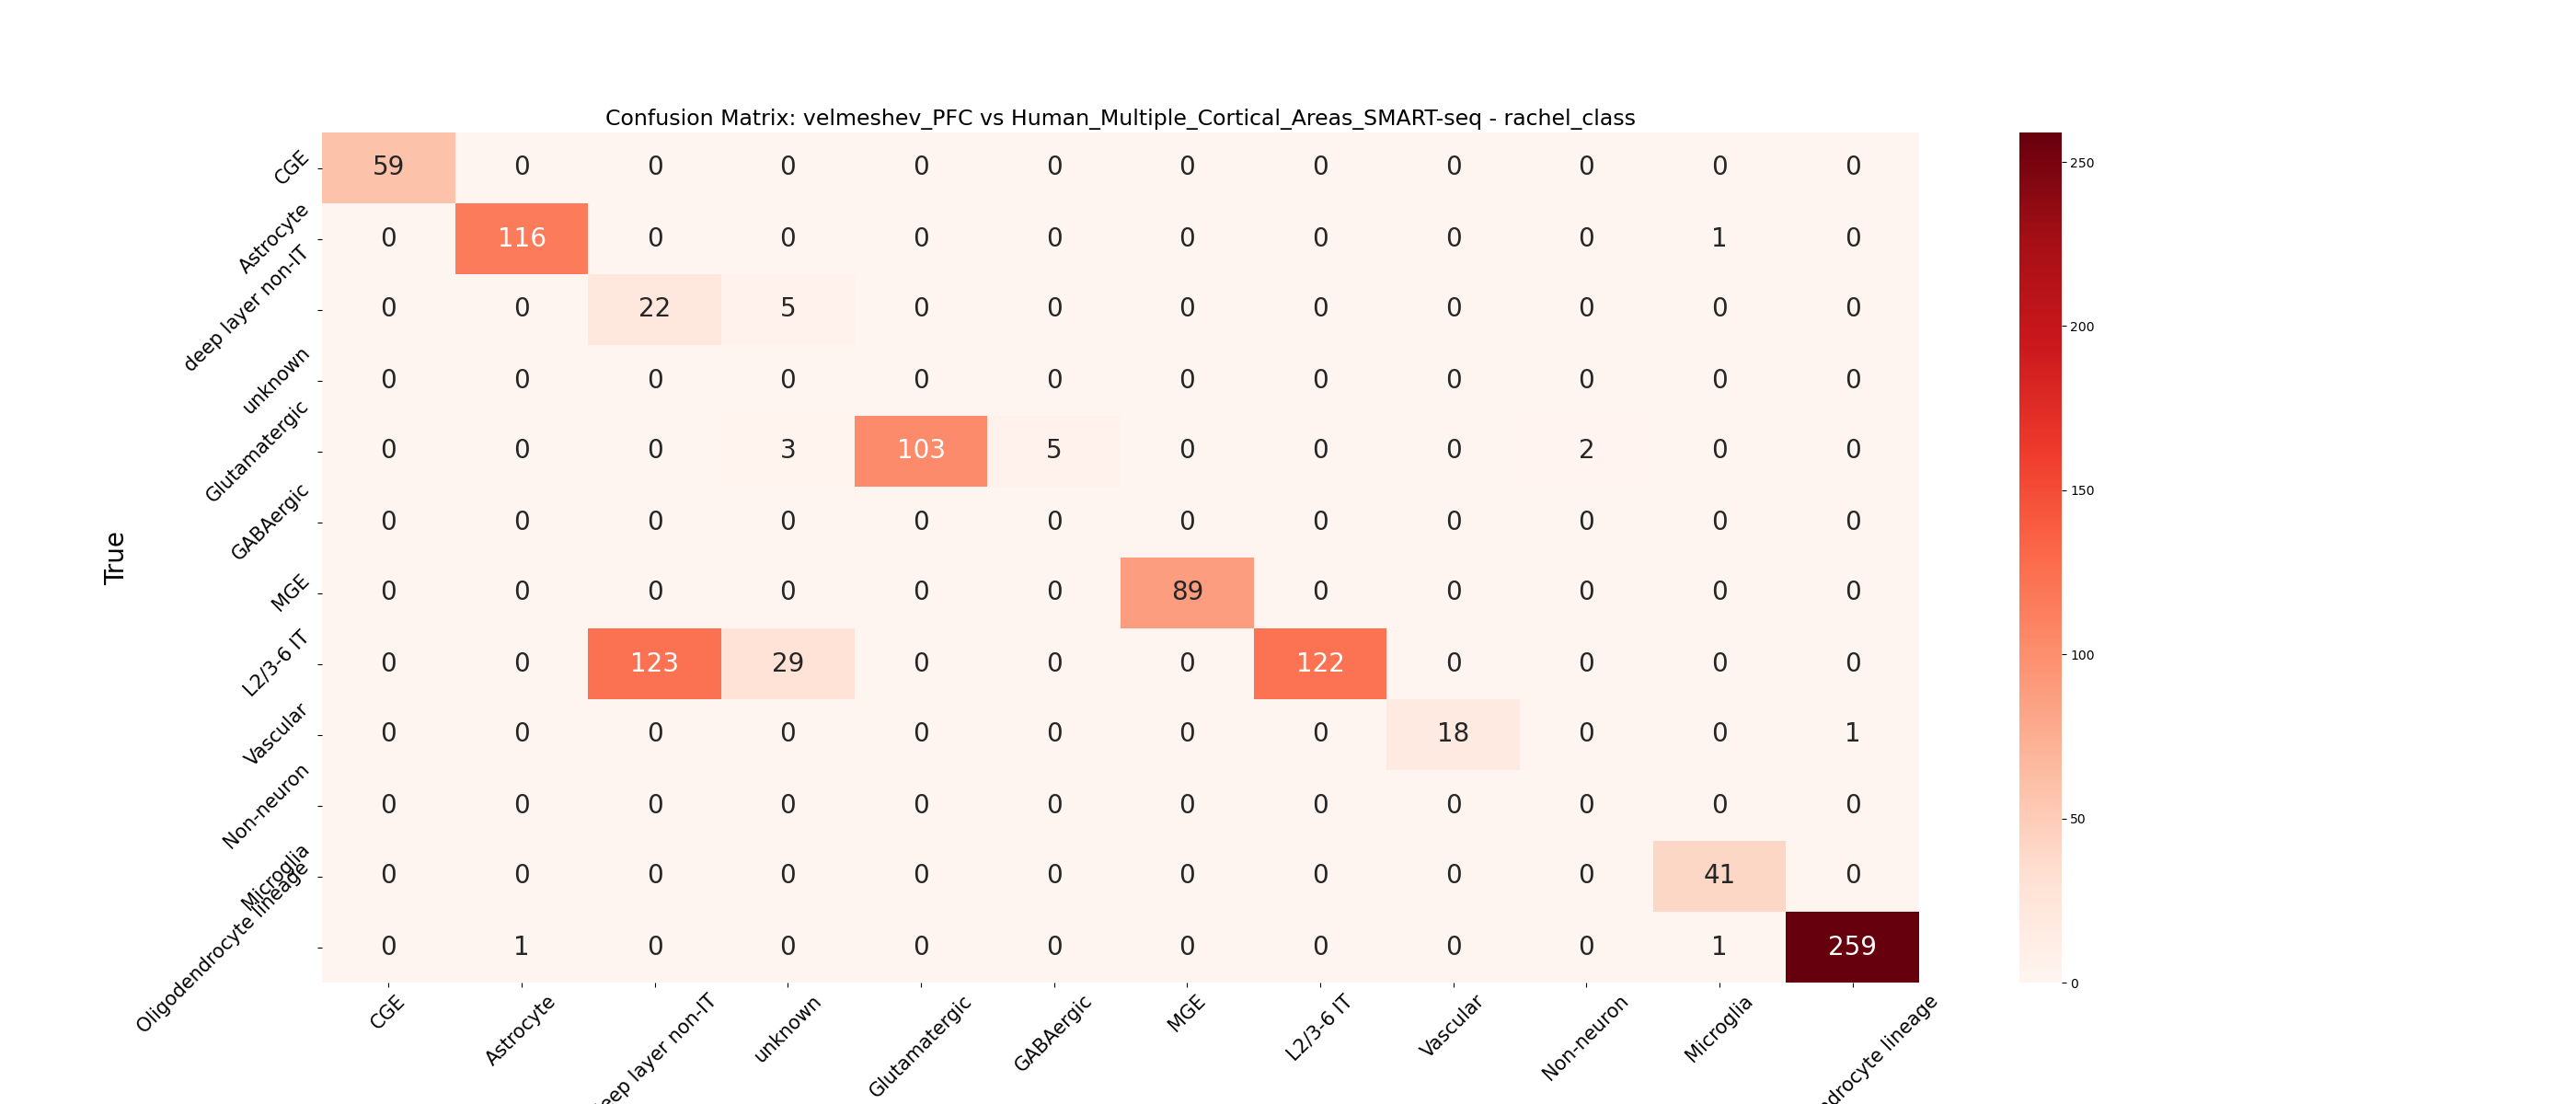 Confusion Matrix: velmeshev_PFC vs Human_Multiple_Cortical_Areas_SMART-seq - rachel_class
True
CGE 59 0 0 0 0 0 0 0 0 0 0 0
Astrocyte 0 116 0 0 0 0 0 0 0 0 1 0
deep layer non-IT 0 0 22 5 0 0 0 0 0 0 0 0
unknown 0 0 0 0 0 0 0 0 0 0 0 0
Glutamatergic 0 0 0 3 103 5 0 0 0 2 0 0
GABAergic 0 0 0 0 0 0 0 0 0 0 0 0
MGE 0 0 0 0 0 0 89 0 0 0 0 0
L2/3-6 IT 0 0 123 29 0 0 0 122 0 0 0 0
Vascular 0 0 0 0 0 0 0 0 18 0 0 1
Non-neuron 0 0 0 0 0 0 0 0 0 0 0 0
Microglia 0 0 0 0 0 0 0 0 0 0 41 0
Oligodendrocyte lineage 0 1 0 0 0 0 0 0 0 0 1 259
CGE Astrocyte eep layer non-IT unknown Glutamatergic GABAergic MGE L2/3-6 IT Vascular Non-neuron Microglia ndrocyte lineage
250
200
150
100
50
0